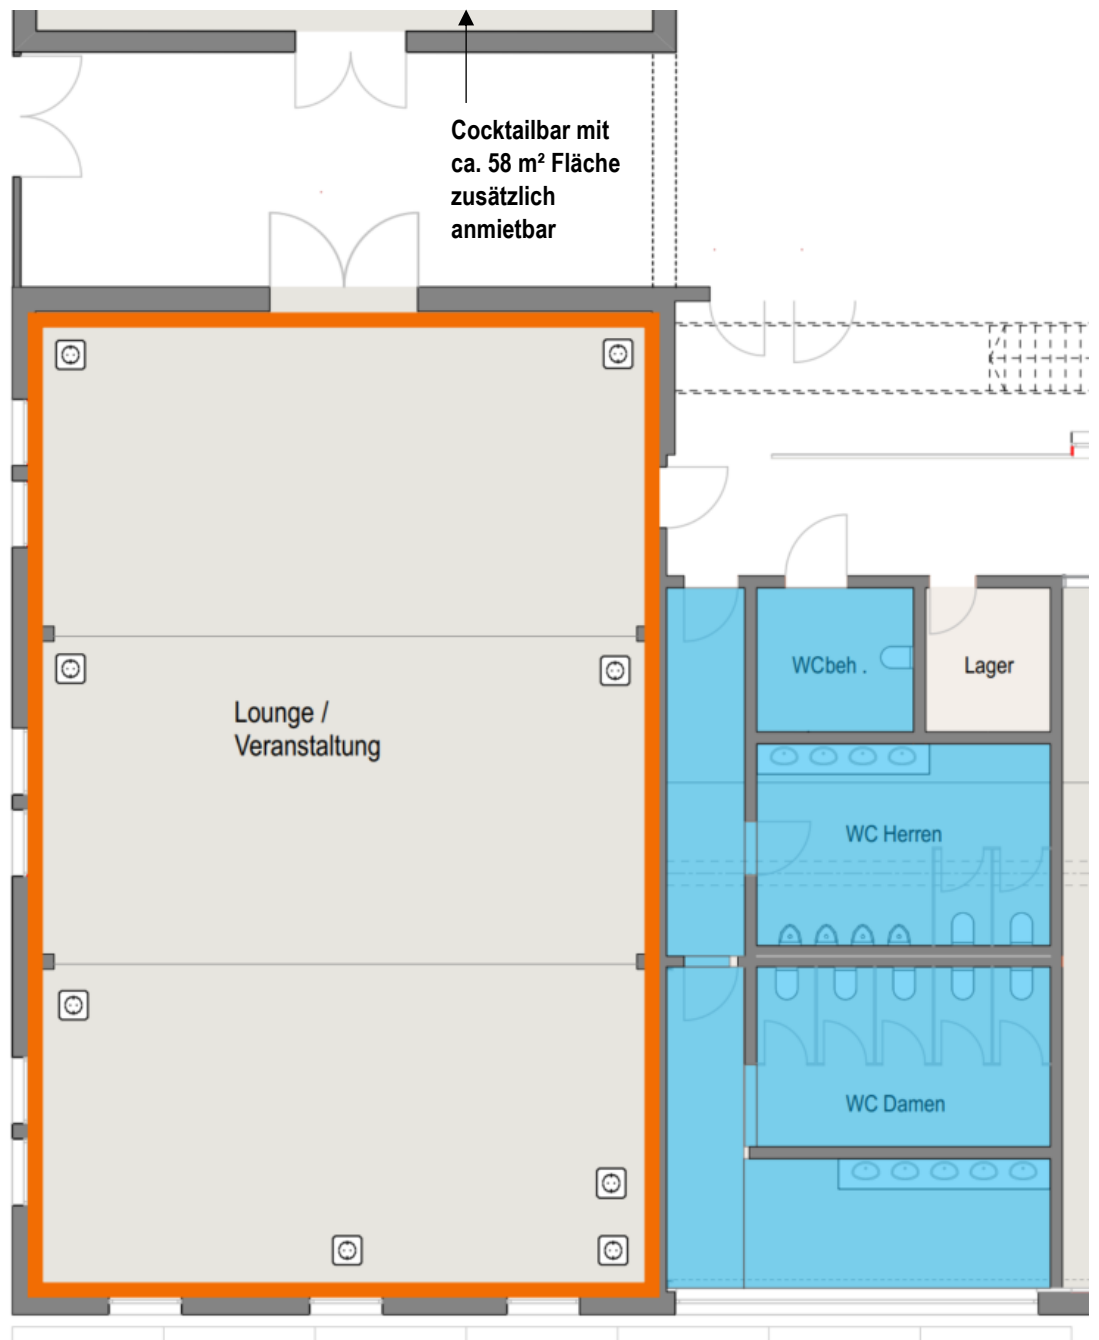 Cocktailbar mit
ca. 58 m² Fläche
zusätzlich
anmietbar
Lounge /
Veranstaltung
WCbeh .
Lager
WC Herren
WC Damen